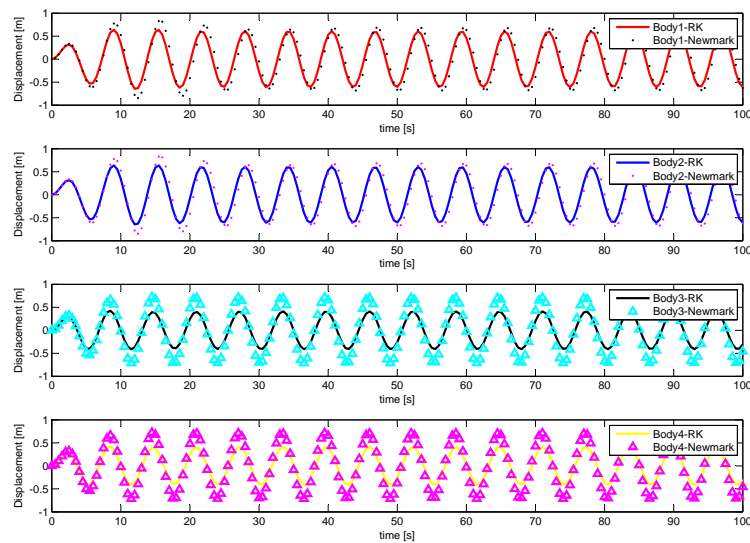 1
0.5
0
-0.5
-1
Displacement [m]
0 10 20 30 40 50 60 70 80 90 100
time [s]
Body1-RK
Body1-Newmark
1
0.5
0
-0.5
-1
Displacement [m]
0 10 20 30 40 50 60 70 80 90 100
time [s]
Body2-RK
Body2-Newmark
1
0.5
0
-0.5
-1
Displacement [m]
0 10 20 30 40 50 60 70 80 90 100
time [s]
Body3-RK
Body3-Newmark
1
0.5
0
-0.5
-1
Displacement [m]
0 10 20 30 40 50 60 70 80 90 100
time [s]
Body4-RK
Body4-Newmark